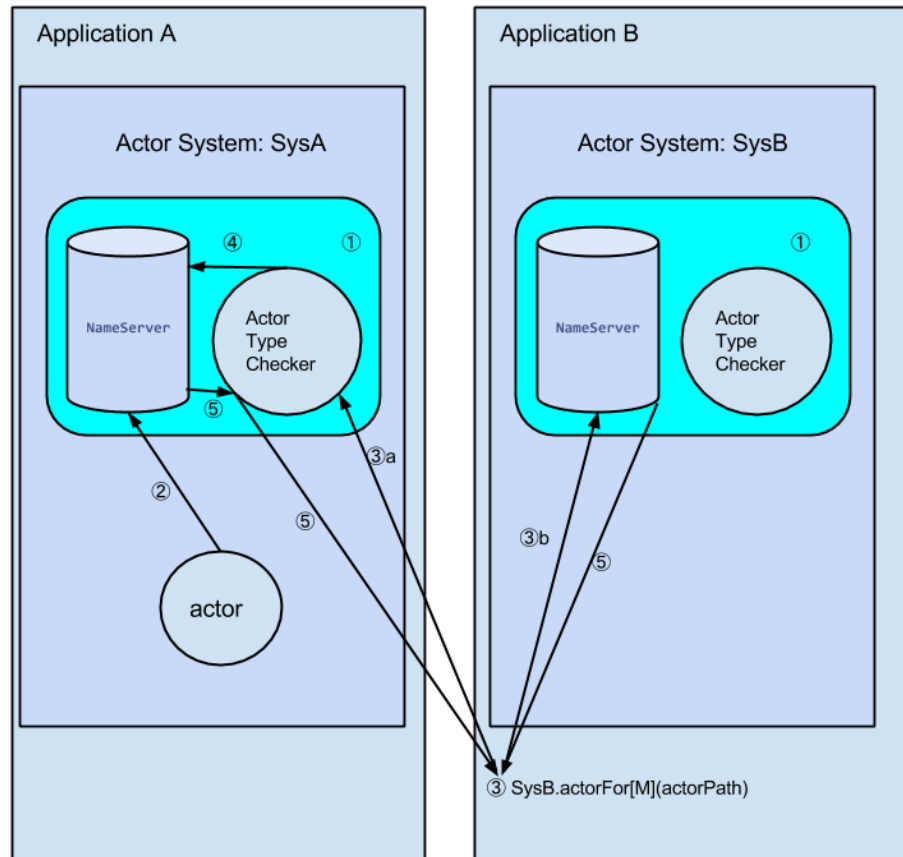 Application A
Actor System: SysA
①
④
NameServer
Actor
Type
Checker
⑤
②
③a
⑤
actor
Application B
Actor System: SysB
①
NameServer
Actor
Type
Checker
③b
⑤
③ SysB.actorFor[M](actorPath)